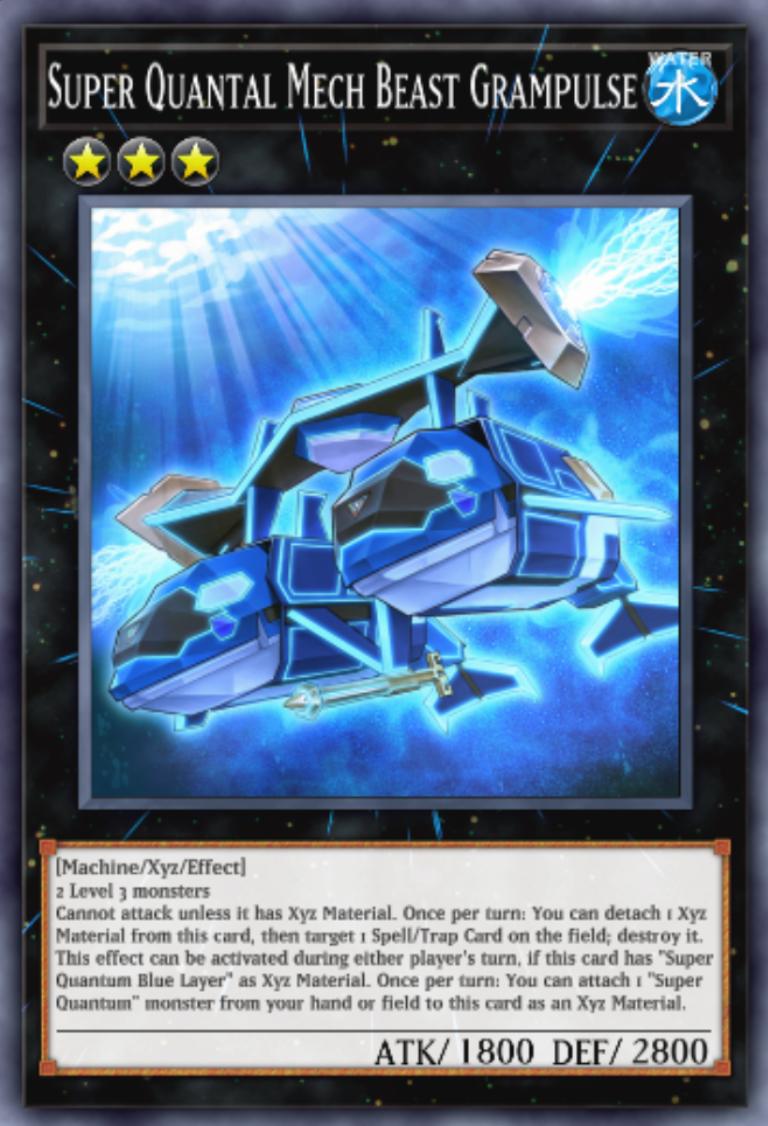 SUPER QUANTAL MECH BEAST GRAMPULSE
WATER
水
[Machine/Xyz/Effect]
2 Level 3 monsters
Cannot attack unless it has Xyz Material. Once per turn: You can detach 1 Xyz
Material from this card, then target 1 Spell/Trap Card on the field; destroy it.
This effect can be activated during either player's turn, if this card has "Super
Quantum Blue Layer" as Xyz Material. Once per turn: You can attach 1 "Super
Quantum" monster from your hand or field to this card as an Xyz Material.
ATK/ 1800 DEF/ 2800